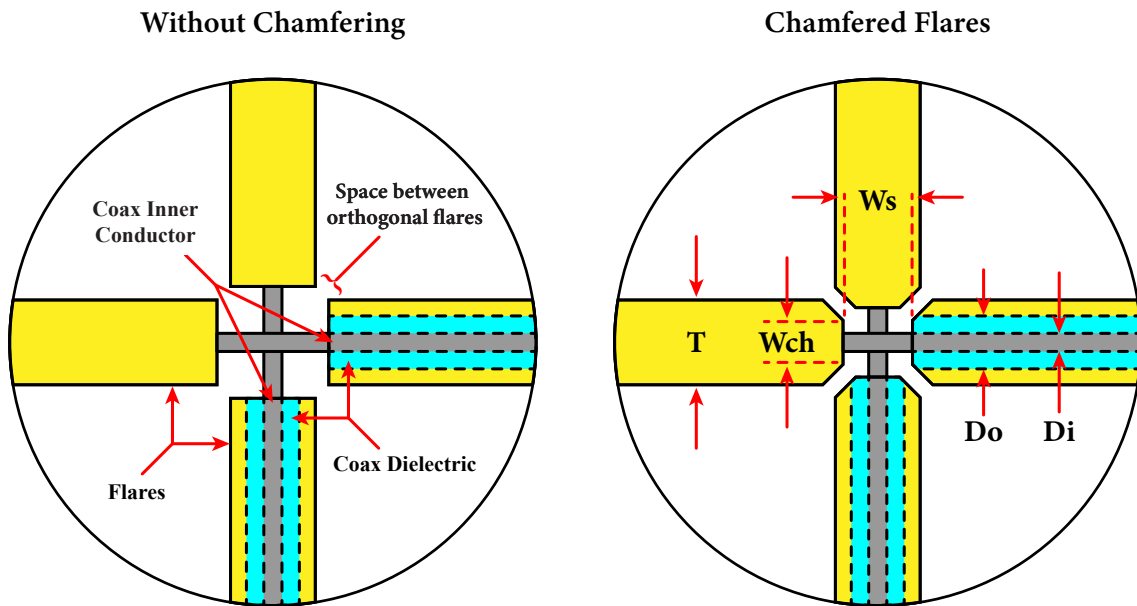 Without Chamfering
Coax Inner
Conductor
Space between
orthogonal flares
Flares
Coax Dielectric
Chamfered Flares
Ws
T
Wch
Do
Di